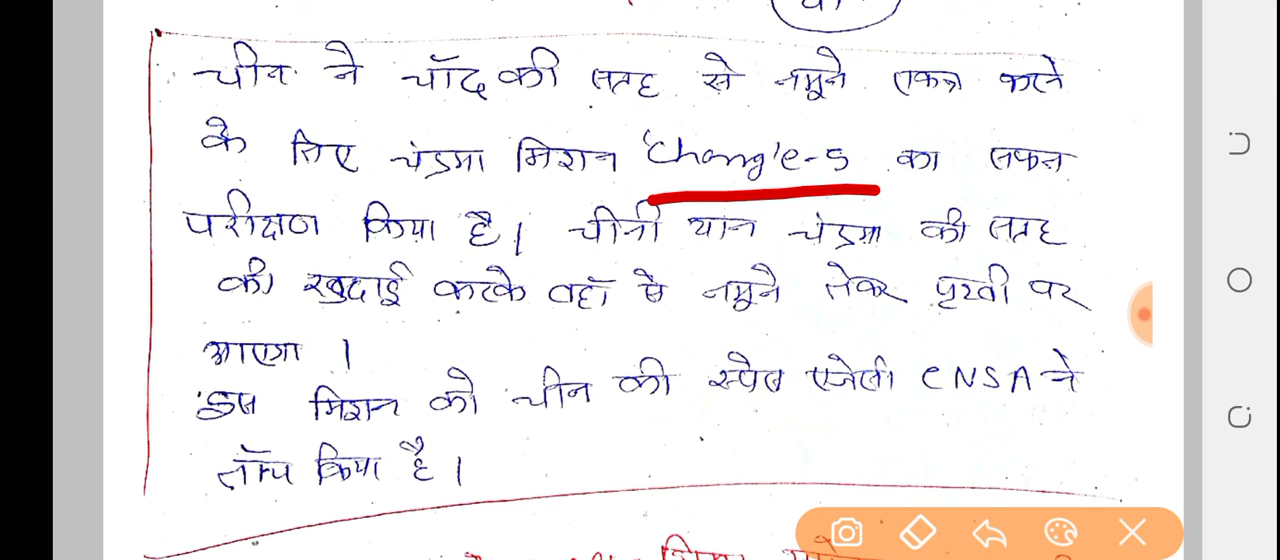 चीन ने चाँद की सतह से नमूने एकत्र करने
के लिए चंद्रमा मिशन 'Chang'e-5 का सफल
परीक्षण किया है। चीनी यान चंद्रमा की सतह
की खुदाई करके वहाँ से नमूने लेकर पृथ्वी पर
आएगा ।
इस मिशन को चीन की स्पेस एजेंसी CNSA ने
लॉन्च किया है ।